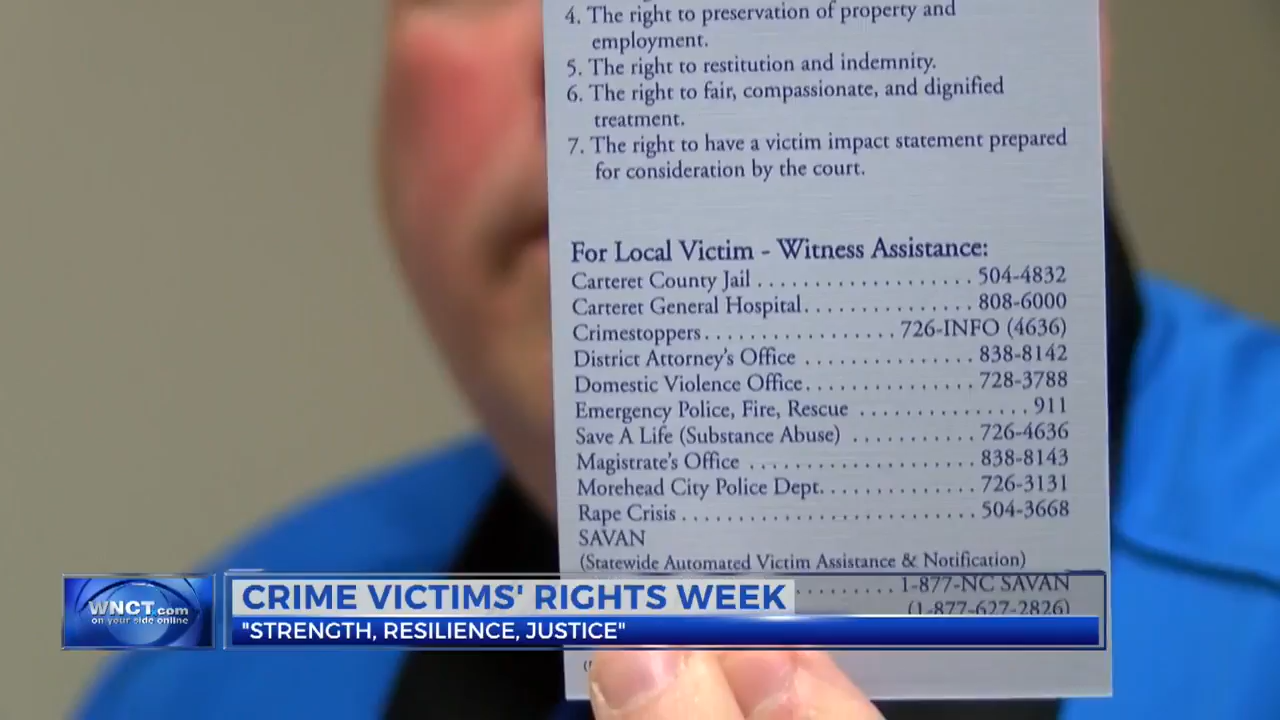 4. The right to preservation of property and
employment.
5. The right to restitution and indemnity.
6. The right to fair, compassionate, and dignified
treatment.
7. The right to have a victim impact statement prepared
for consideration by the court.
For Local Victim - Witness Assistance:
Carteret County Jail . . . . . . . . . . . . . . . . . . . . . 504-4832
Carteret General Hospital . . . . . . . . . . . . . . . . 808-6000
Crimestoppers . . . . . . . . . . . . . . . . . . 726-INFO (4636)
District Attorney's Office . . . . . . . . . . . . . . . . 838-8142
Domestic Violence Office . . . . . . . . . . . . . . . . 728-3788
Emergency Police, Fire, Rescue . . . . . . . . . . . . . . . . 911
Save A Life (Substance Abuse) . . . . . . . . . . . 726-4636
Magistrate's Office . . . . . . . . . . . . . . . . . . . . . 838-8143
Morehead City Police Dept. . . . . . . . . . . . . . . 726-3131
Rape Crisis . . . . . . . . . . . . . . . . . . . . . . . . . . . 504-3668
SAVAN
(Statewide Automated Victim Assistance & Notification)
. . . . . . . . . 1-877-NC SAVAN
(1-877-627-2826)
WNCT.com
on your side online
CRIME VICTIMS' RIGHTS WEEK
"STRENGTH, RESILIENCE, JUSTICE"